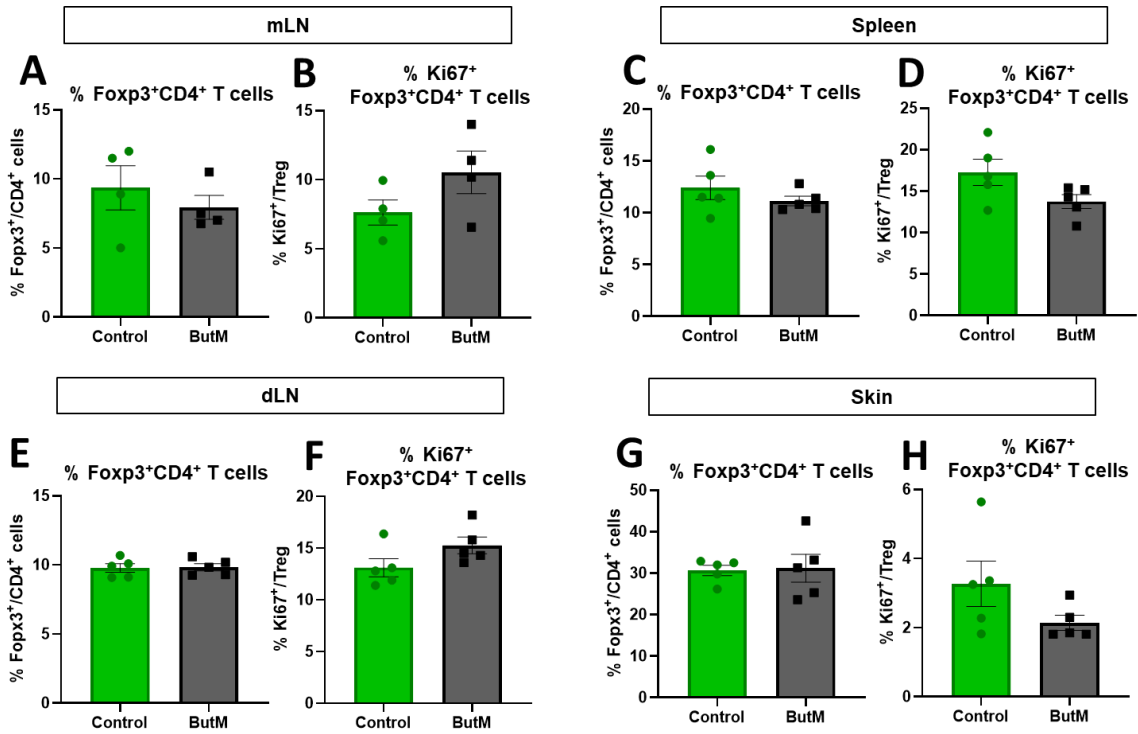 mLN
A
% Foxp3⁺CD4⁺ T cells
% Fopx3⁺/CD4⁺ cells
15
10
5
0
Control
ButM
B
% Ki67⁺
Foxp3⁺CD4⁺ T cells
% Ki67⁺/Treg
15
10
5
0
Control
ButM
Spleen
C
% Foxp3⁺CD4⁺ T cells
% Fopx3⁺/CD4⁺ cells
20
15
10
5
0
Control
ButM
D
% Ki67⁺
Foxp3⁺CD4⁺ T cells
% Ki67⁺/Treg
25
20
15
10
5
0
Control
ButM
dLN
E
% Foxp3⁺CD4⁺ T cells
% Fopx3⁺/CD4⁺ cells
15
10
5
0
Control
ButM
F
% Ki67⁺
Foxp3⁺CD4⁺ T cells
% Ki67⁺/Treg
20
15
10
5
0
Control
ButM
Skin
G
% Foxp3⁺CD4⁺ T cells
% Fopx3⁺/CD4⁺ cells
50
40
30
20
10
0
Control
ButM
H
% Ki67⁺
Foxp3⁺CD4⁺ T cells
% Ki67⁺/Treg
6
4
2
0
Control
ButM